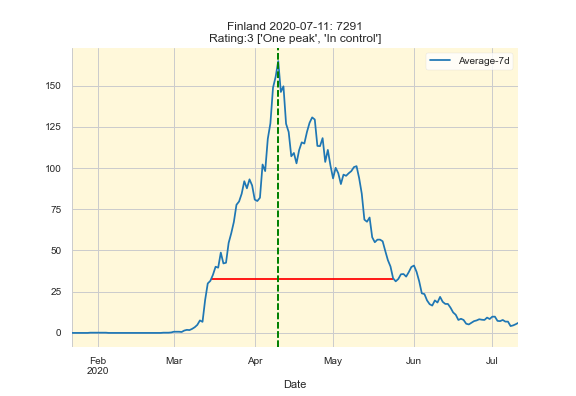 Finland 2020-07-11: 7291
Rating:3 ['One peak', 'In control']
Average-7d
150
125
100
75
50
25
0
Feb Mar Apr May Jun Jul
2020
Date